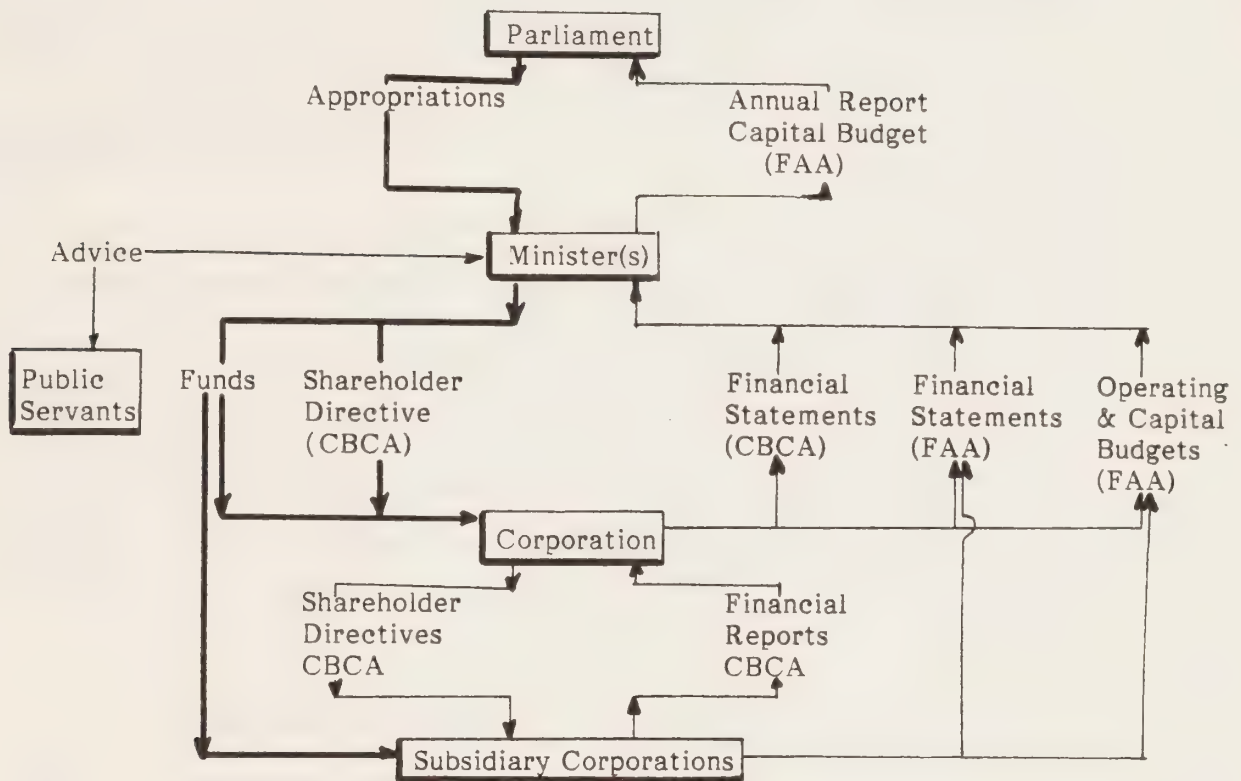 Parliament
Appropriations
Annual Report
Capital Budget
(FAA)
Advice
Minister(s)
Public
Servants
Funds
Shareholder
Directive
(CBCA)
Financial
Statements
(CBCA)
Financial
Statements
(FAA)
Operating
& Capital
Budgets
(FAA)
Corporation
Shareholder
Directives
CBCA
Financial
Reports
CBCA
Subsidiary Corporations